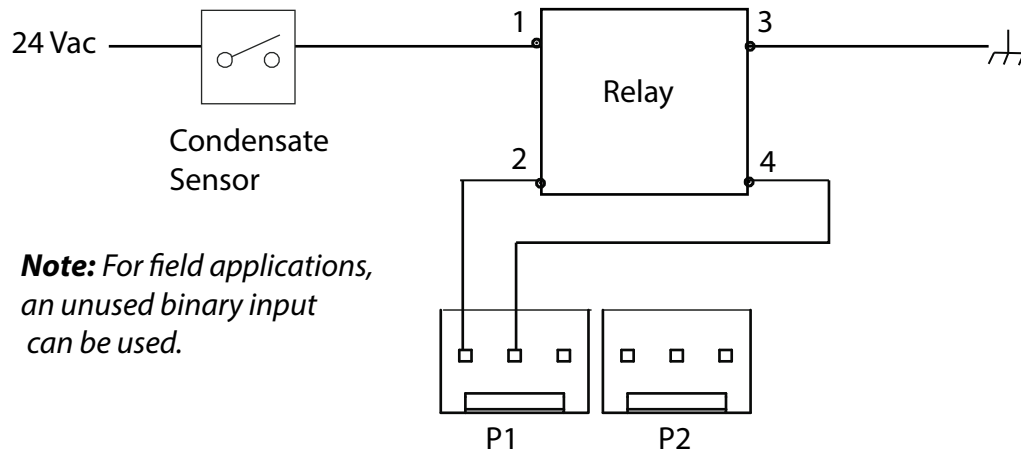 24 Vac
1
3
Relay
Condensate
Sensor
2
4
Note: For field applications,
an unused binary input
can be used.
P1
P2